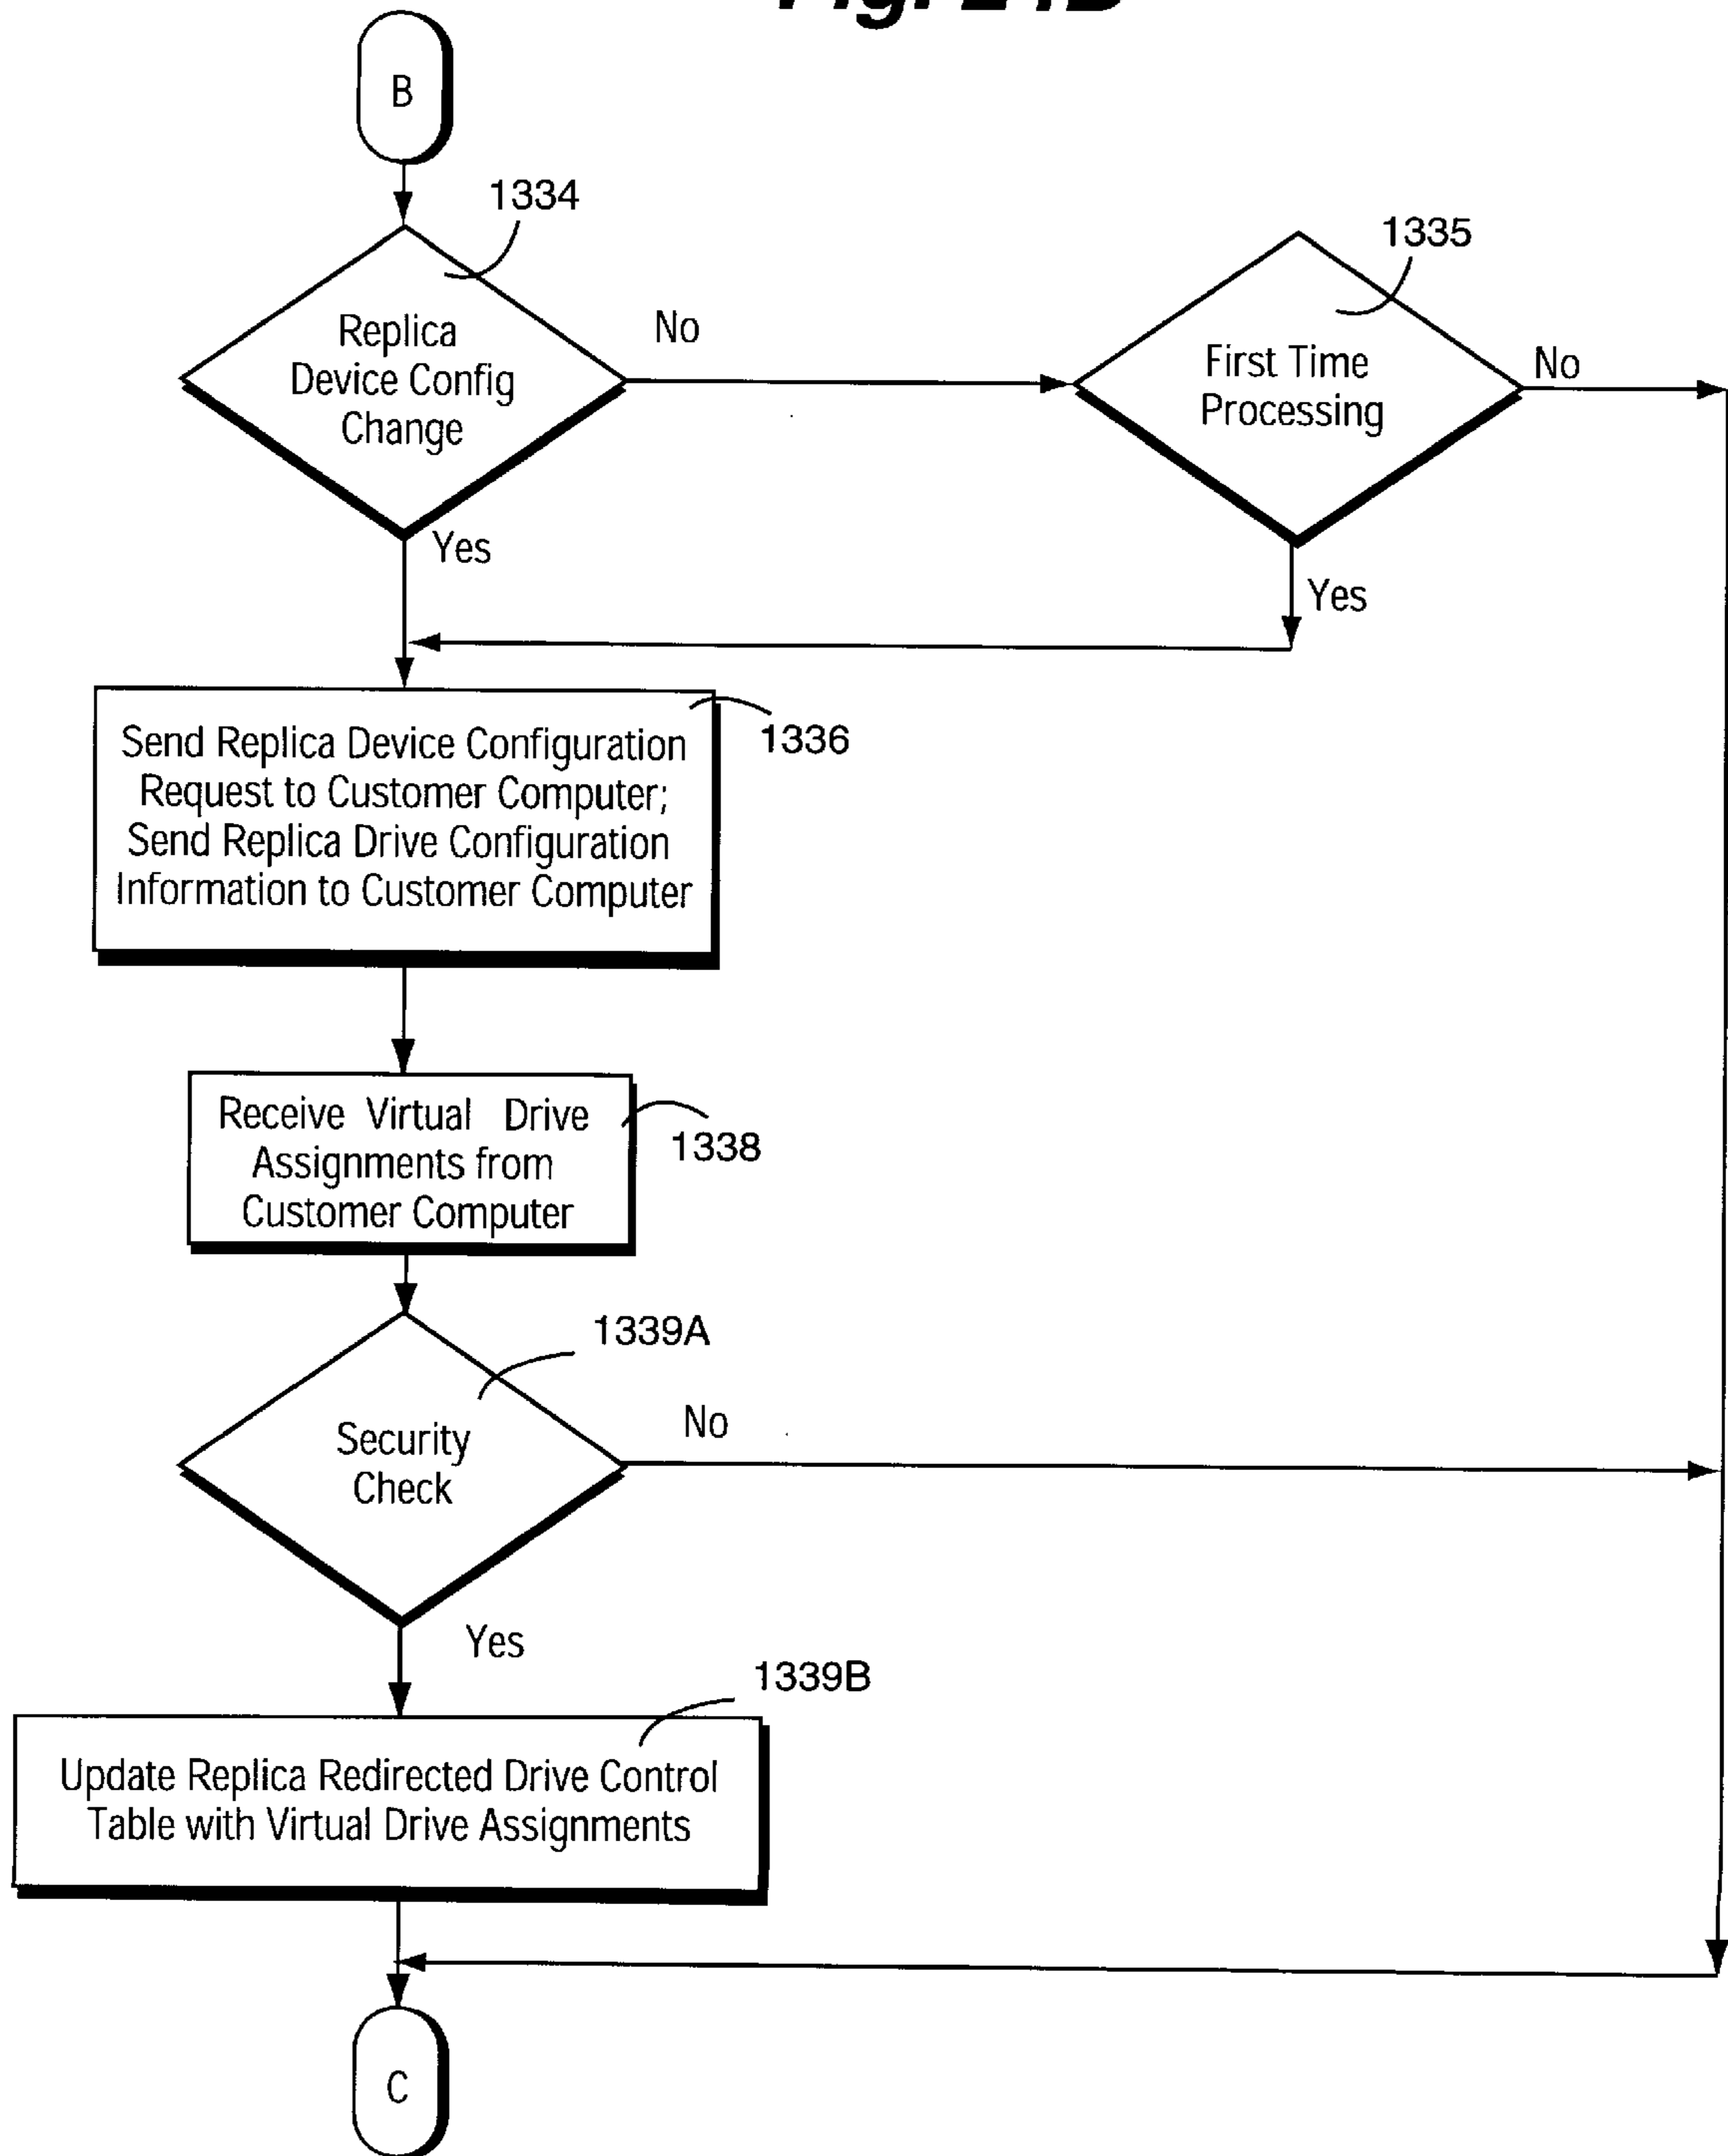 B
1334
1335
Replica
Device Config
Change
No
First Time
Processing
No
Yes
Yes
Send Replica Device Configuration
Request to Customer Computer;
Send Replica Drive Configuration
Information to Customer Computer
1336
Receive Virtual Drive
Assignments from
Customer Computer
1338
1339A
Security
Check
No
Yes
1339B
Update Replica Redirected Drive Control
Table with Virtual Drive Assignments
C